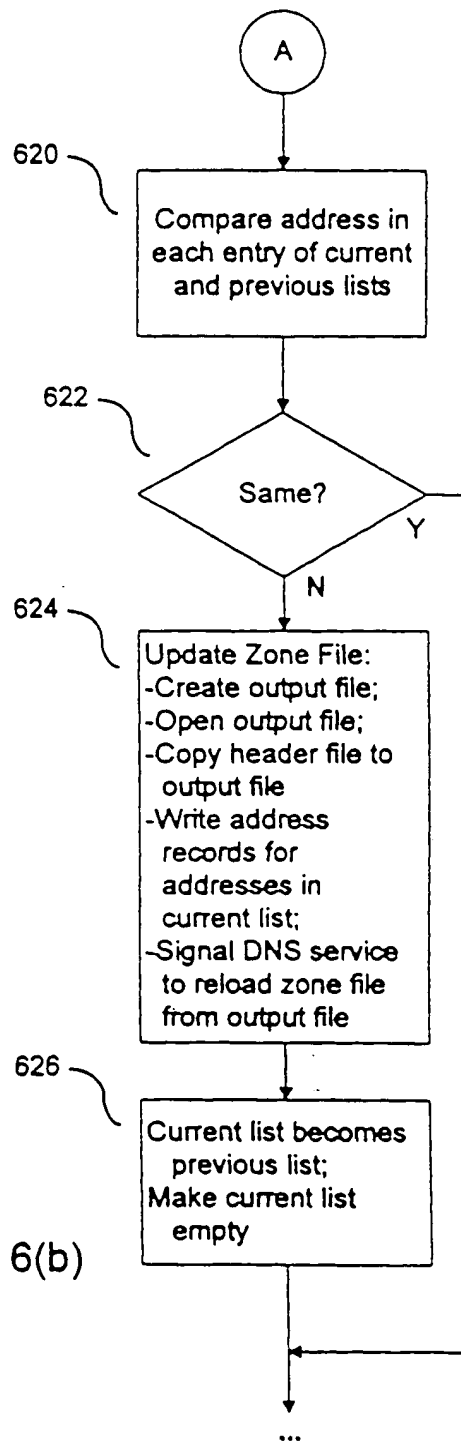 A
620
Compare address in
each entry of current
and previous lists
622
Same?
Y
N
624
Update Zone File:
-Create output file;
-Open output file;
-Copy header file to
output file
-Write address
records for
addresses in
current list;
-Signal DNS service
to reload zone file
from output file
626
Current list becomes
previous list;
Make current list
empty
6(b)
...